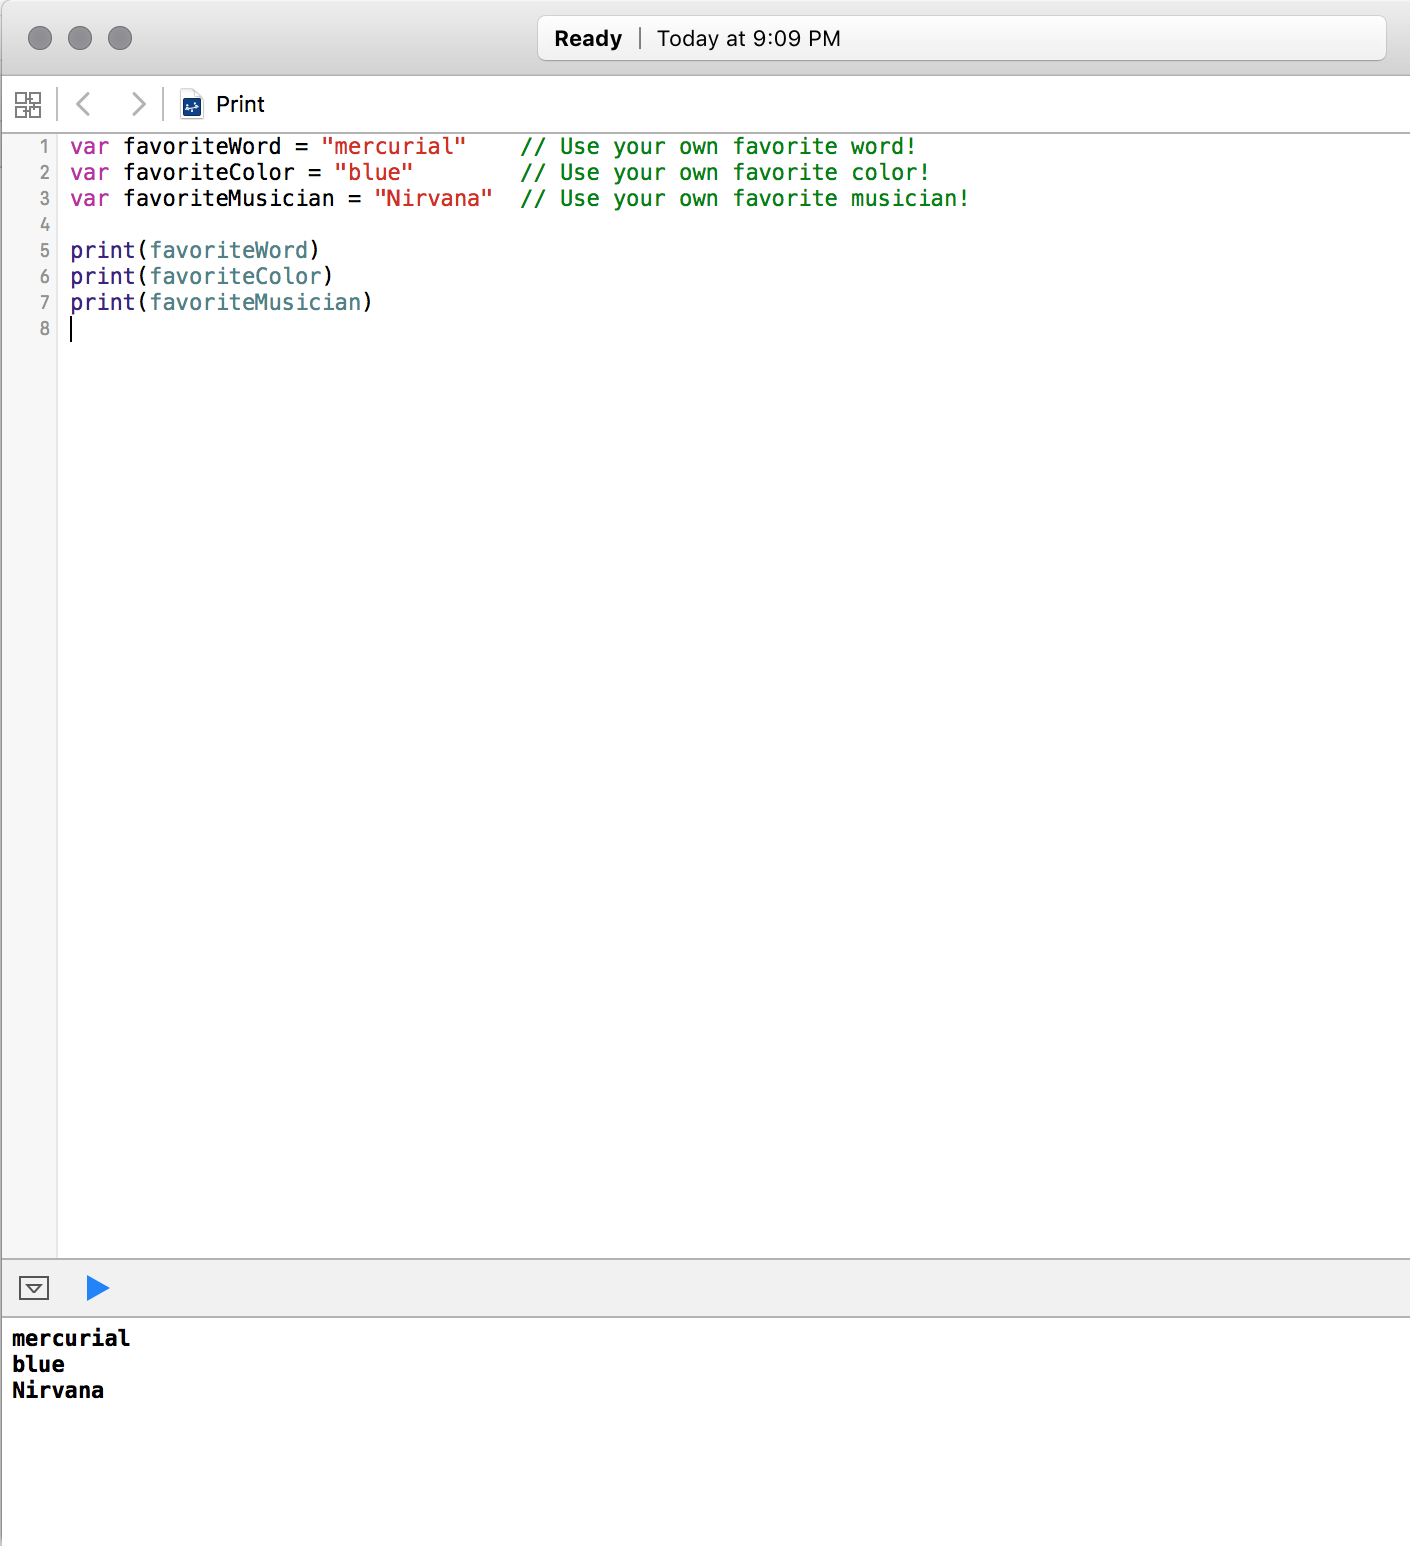 Ready | Today at 9:09 PM
Print
1 var favoriteWord = "mercurial"    // Use your own favorite word!
2 var favoriteColor = "blue"        // Use your own favorite color!
3 var favoriteMusician = "Nirvana"  // Use your own favorite musician!
4
5 print(favoriteWord)
6 print(favoriteColor)
7 print(favoriteMusician)
8
mercurial
blue
Nirvana